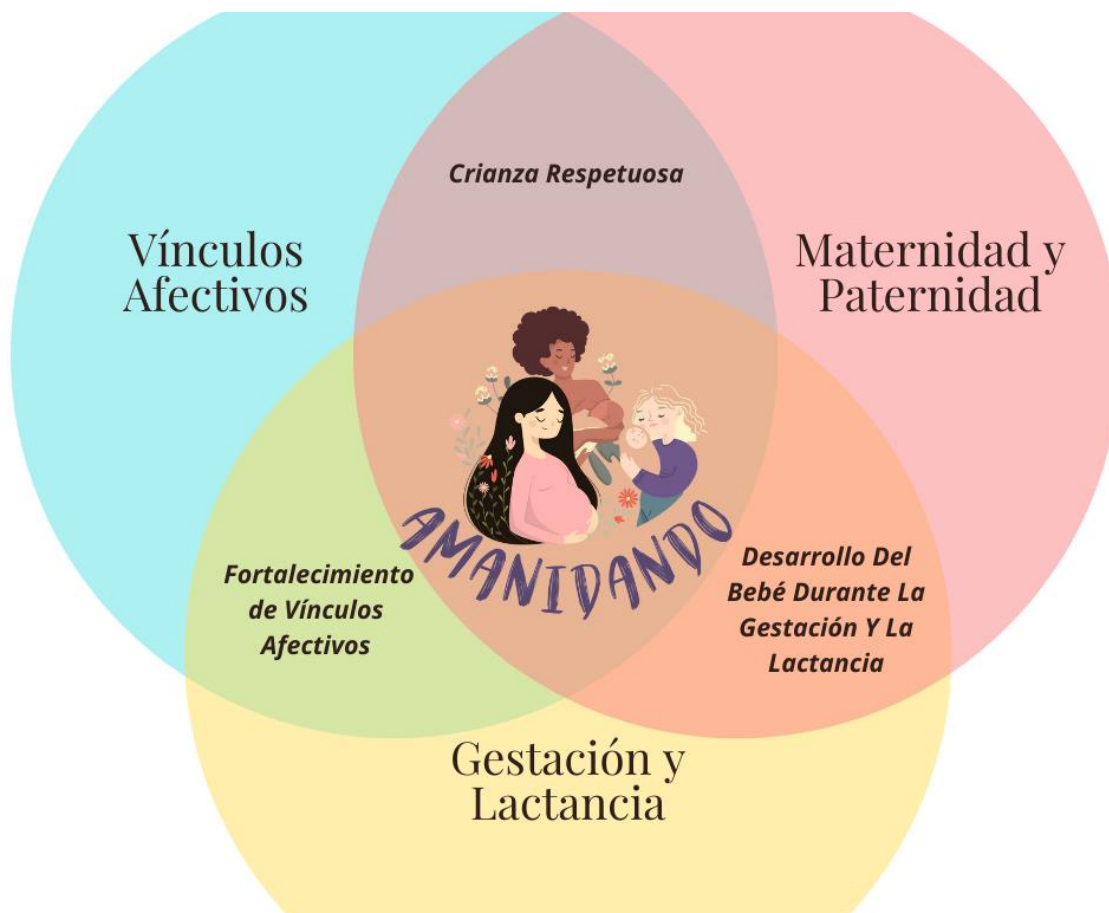 Crianza Respetuosa
Vínculos
Afectivos
Maternidad y
Paternidad
AMANIDANDO
Fortalecimiento
de Vínculos
Afectivos
Desarrollo Del
Bebé Durante La
Gestación Y La
Lactancia
Gestación y
Lactancia